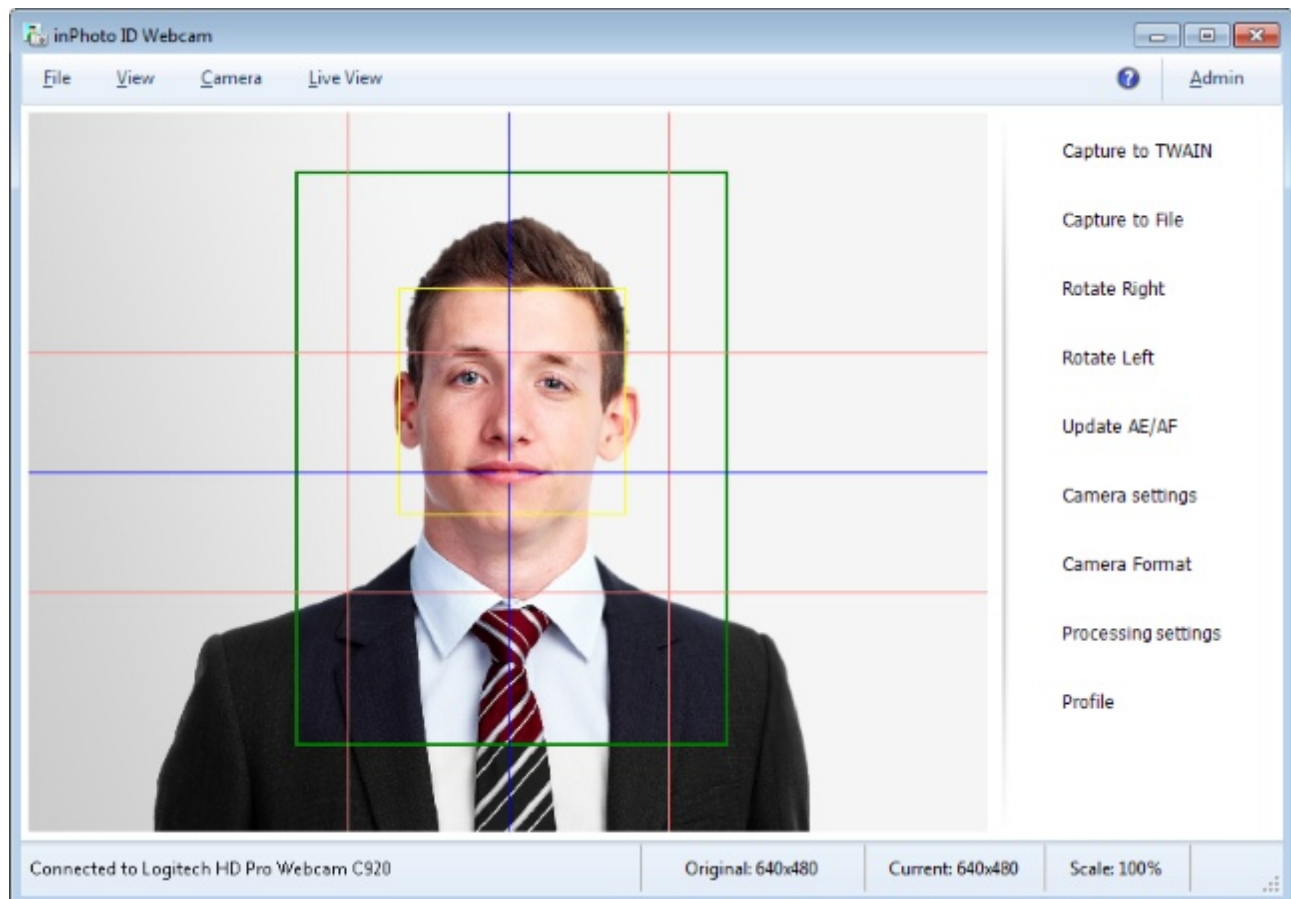 inPhoto ID Webcam
File View Camera Live View Admin
Capture to TWAIN
Capture to File
Rotate Right
Rotate Left
Update AE/AF
Camera settings
Camera Format
Processing settings
Profile
Connected to Logitech HD Pro Webcam C920 Original: 640x480 Current: 640x480 Scale: 100%